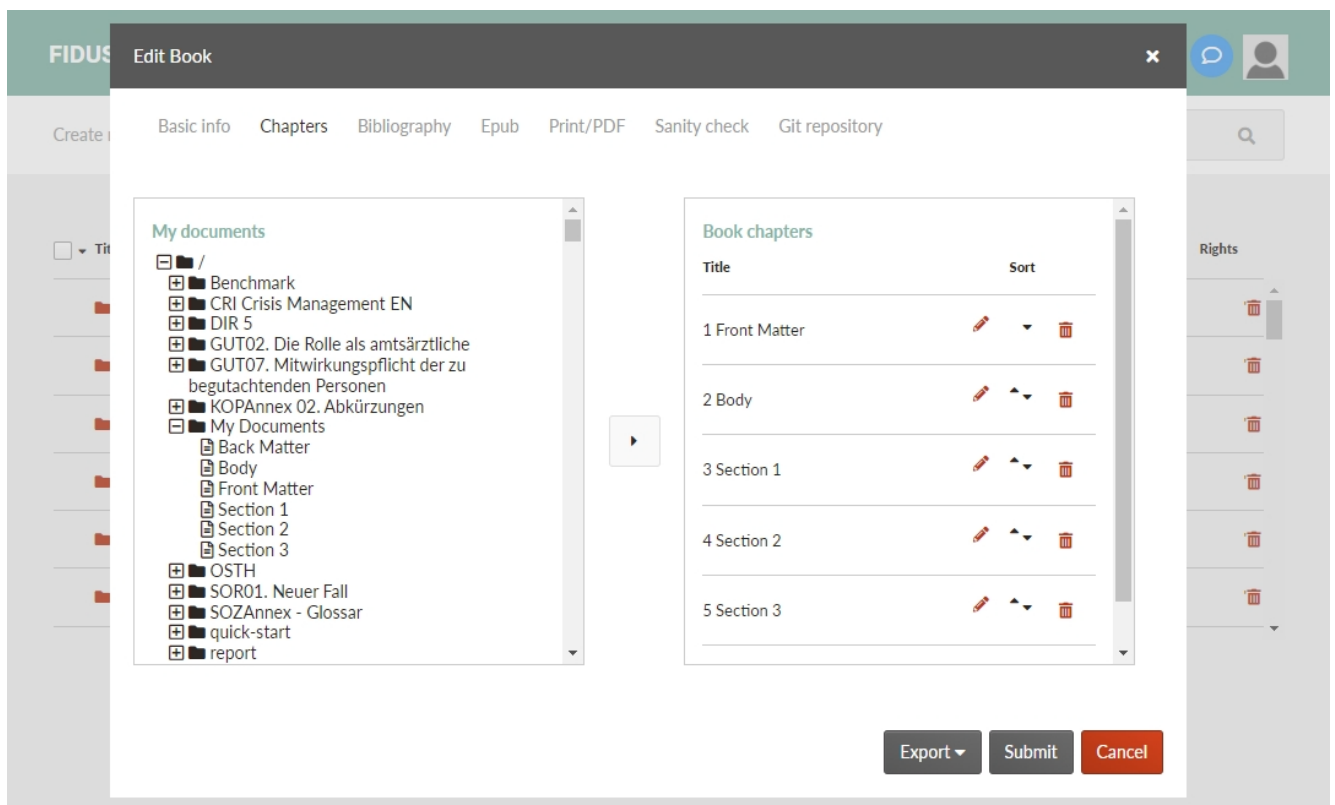 FIDUS
Edit Book
Basic info Chapters Bibliography Epub Print/PDF Sanity check Git repository
Create
My documents
/
Benchmark
CRI Crisis Management EN
DIR 5
GUT02. Die Rolle als amtsärztliche
GUT07. Mitwirkungspflicht der zu
begutachtenden Personen
KOPAnnex 02. Abkürzungen
My Documents
Back Matter
Body
Front Matter
Section 1
Section 2
Section 3
OSTH
SOR01. Neuer Fall
SOZAnnex - Glossar
quick-start
report
Book chapters
Title Sort
1 Front Matter
2 Body
3 Section 1
4 Section 2
5 Section 3
Rights
Export Submit Cancel